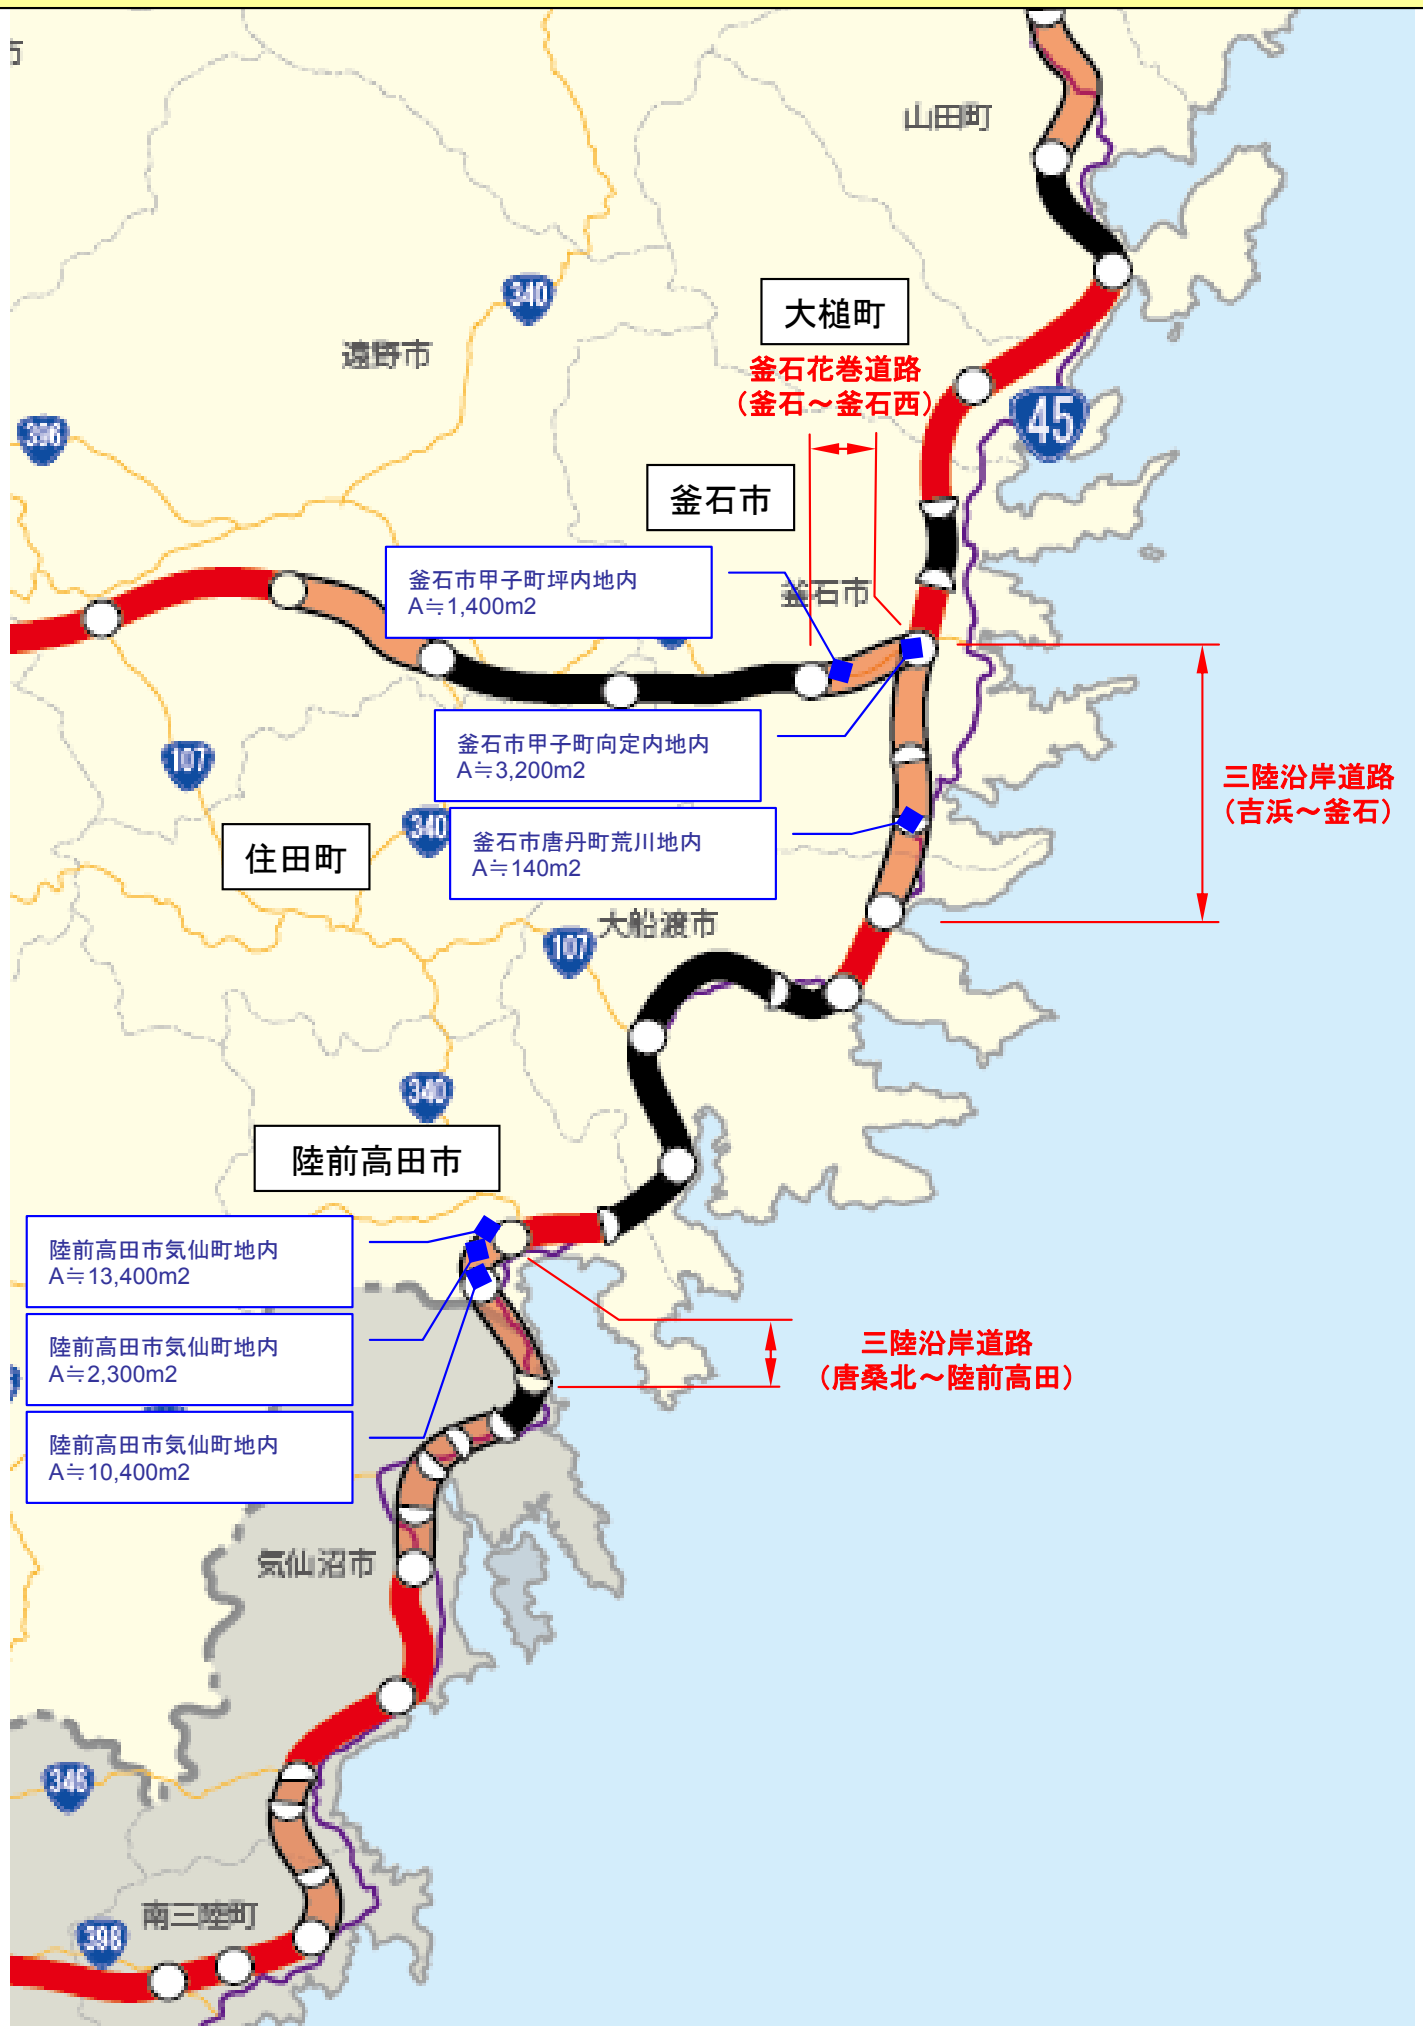 市
山田町
340
大槌町
遠野市
釜石花巻道路
（釜石～釜石西）
396
45
釜石市
釜石市甲子町坪内地内
A≒1,400m2
釜石市
釜石市甲子町向定内地内
A≒3,200m2
107
三陸沿岸道路
（吉浜～釜石）
340
釜石市唐丹町荒川地内
A≒140m2
住田町
大船渡市
107
340
陸前高田市
陸前高田市気仙町地内
A≒13,400m2
陸前高田市気仙町地内
A≒2,300m2
三陸沿岸道路
（唐桑北～陸前高田）
陸前高田市気仙町地内
A≒10,400m2
気仙沼市
346
南三陸町
398